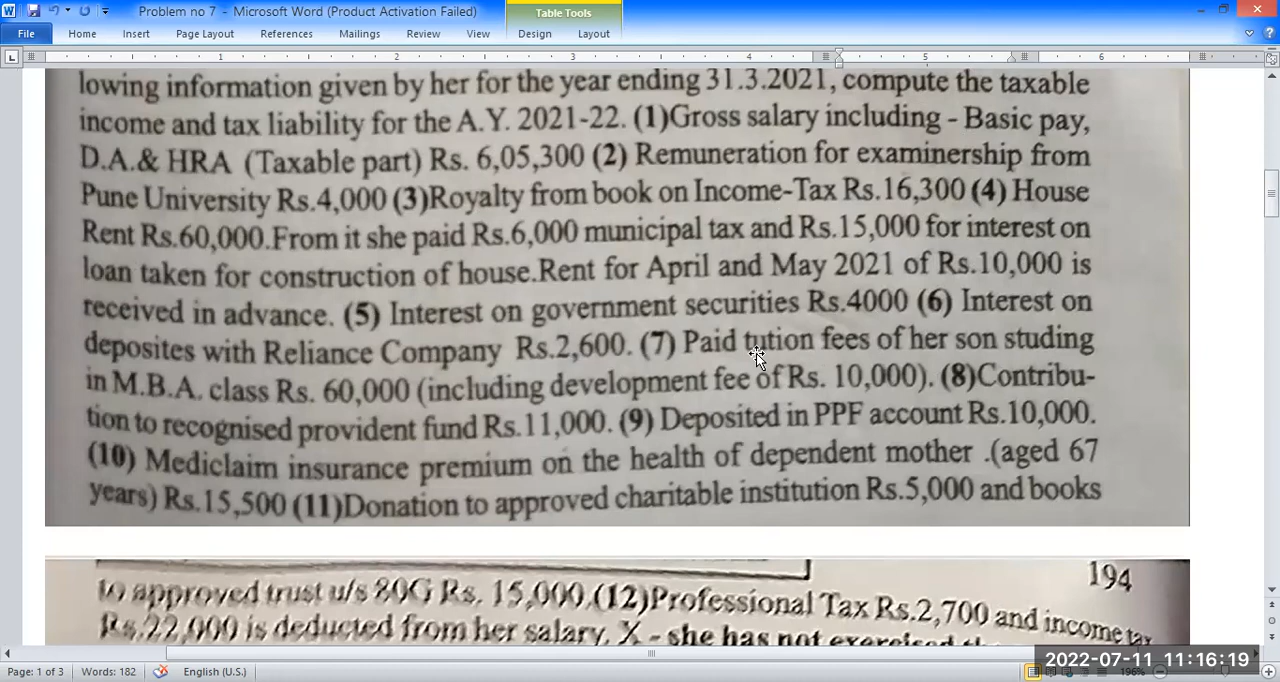 Problem no 7 - Microsoft Word (Product Activation Failed)
Table Tools
File Home Insert Page Layout References Mailings Review View Design Layout
1 2 3 4 5 6
lowing information given by her for the year ending 31.3.2021, compute the taxable
income and tax liability for the A.Y. 2021-22. (1)Gross salary including - Basic pay,
D.A.& HRA (Taxable part) Rs. 6,05,300 (2) Remuneration for examinership from
Pune University Rs.4,000 (3)Royalty from book on Income-Tax Rs.16,300 (4) House
Rent Rs.60,000.From it she paid Rs.6,000 municipal tax and Rs.15,000 for interest on
loan taken for construction of house.Rent for April and May 2021 of Rs.10,000 is
received in advance. (5) Interest on government securities Rs.4000 (6) Interest on
deposites with Reliance Company Rs.2,600. (7) Paid tution fees of her son studing
in M.B.A. class Rs. 60,000 (including development fee of Rs. 10,000). (8)Contribu-
tion to recognised provident fund Rs.11,000. (9) Deposited in PPF account Rs.10,000.
(10) Mediclaim insurance premium on the health of dependent mother .(aged 67
years) Rs.15,500 (11)Donation to approved charitable institution Rs.5,000 and books
194
to approved trust u/s 80G Rs. 15,000.(12)Professional Tax Rs.2,700 and income tax
Rs.22,000 is deducted from her salary. X - she has not exercised
2022-07-11 11:16:19
Page: 1 of 3 Words: 182 English (U.S.) 196%